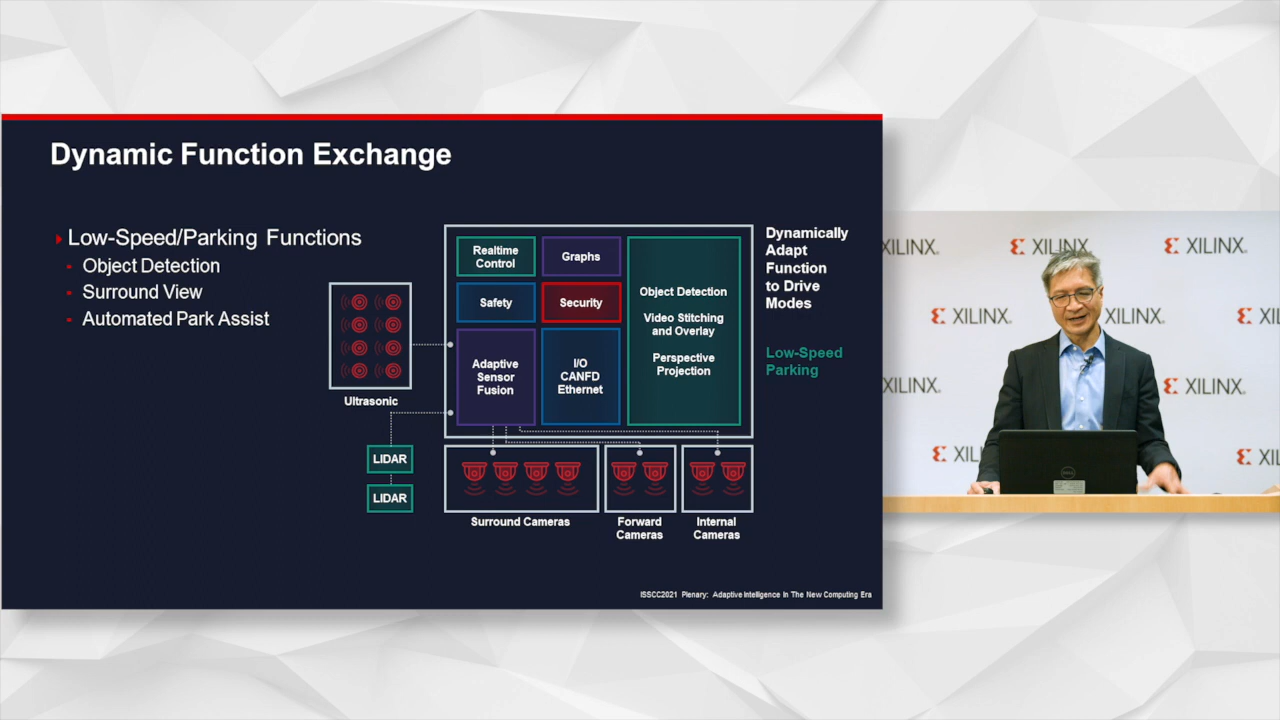 Dynamic Function Exchange
Low-Speed/Parking Functions
Object Detection
Surround View
Automated Park Assist
Ultrasonic
LIDAR
LIDAR
Realtime
Control
Graphs
Safety
Security
Adaptive
Sensor
Fusion
I/O
CANFD
Ethernet
Object Detection
Video Stitching
and Overlay
Perspective
Projection
Surround Cameras
Forward
Cameras
Internal
Cameras
Dynamically
Adapt
Function
to Drive
Modes
Low-Speed
Parking
ISSCC2021 Plenary: Adaptive Intelligence In The New Computing Era
XILINX.
XILINX.
XILINX.
XILINX.
XILINX.
XI
XILINX.
XILINX.
XIL
XI
DELL